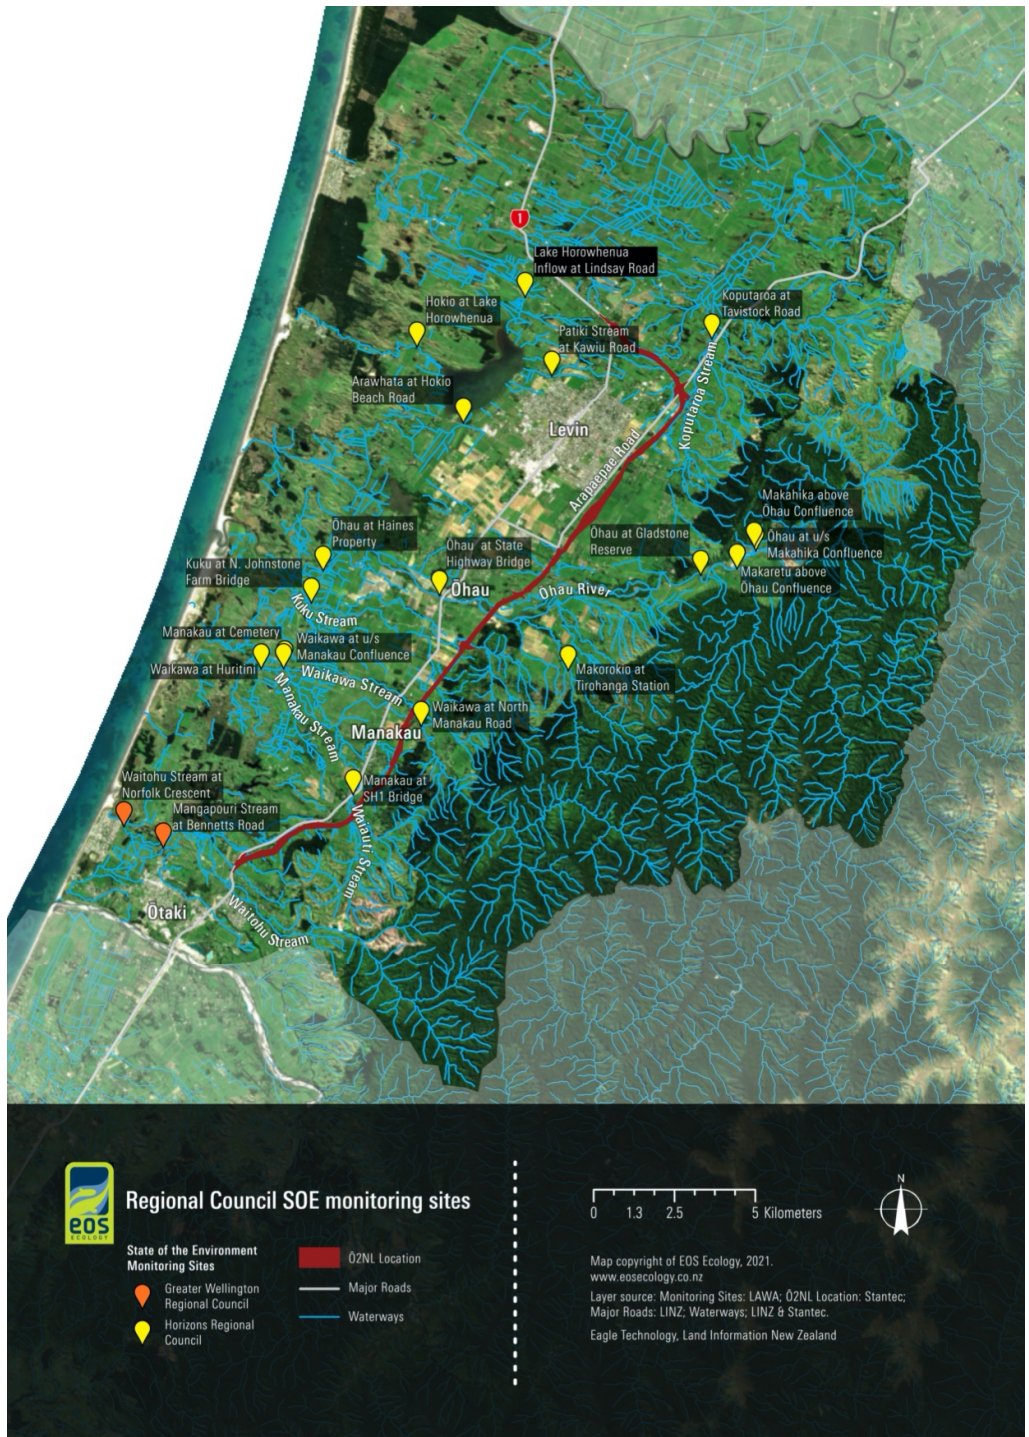 1
Lake Horowhenua
Inflow at Lindsay Road
Hokio at Lake
Horowhenua
Koputaroa at
Tavistock Road
Patiki Stream
at Kawiu Road
Koputaroa Stream
Arawhata at Hokio
Beach Road
Levin
Arapaepae Road
Makahika above
Ōhau Confluence
Ōhau at Haines
Property
Ōhau at State
Highway Bridge
Ōhau at Gladstone
Reserve
Ōhau at u/s
Makahika Confluence
Kuku at N. Johnstone
Farm Bridge
Makaretu above
Ōhau Confluence
Ōhau
Ōhau River
Kuku Stream
Manakau at Cemetery
Waikawa at u/s
Manakau Confluence
Waikawa at Huritini
Waikawa Stream
Makorokio at
Tirohanga Station
Manakau Stream
Waikawa at North
Manakau Road
Manakau
Waitohu Stream at
Norfolk Crescent
Manakau at
SH1 Bridge
Mangapouri Stream
at Bennetts Road
Waiauti Stream
Ōtaki
Waitohu Stream
eos
ECOLOGY
Regional Council SOE monitoring sites
State of the Environment
Monitoring Sites
Greater Wellington
Regional Council
Horizons Regional
Council
Ō2NL Location
Major Roads
Waterways
0 1.3 2.5 5 Kilometers
N
Map copyright of EOS Ecology, 2021.
www.eosecology.co.nz
Layer source: Monitoring Sites: LAWA; Ō2NL Location: Stantec;
Major Roads: LINZ; Waterways; LINZ & Stantec.
Eagle Technology, Land Information New Zealand